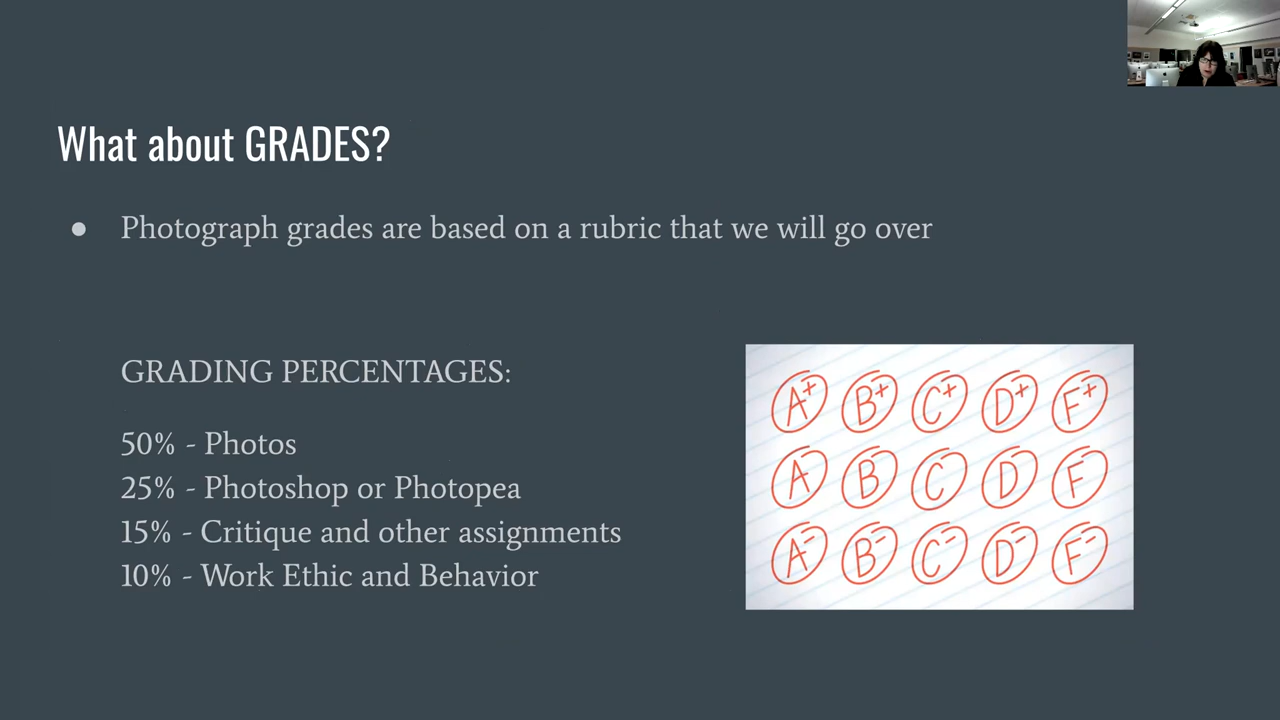 What about GRADES?
● Photograph grades are based on a rubric that we will go over
GRADING PERCENTAGES:
50% - Photos
25% - Photoshop or Photopea
15% - Critique and other assignments
10% - Work Ethic and Behavior
A+ B+ C+ D+ F+
A B C D F
A- B- C- D- F-